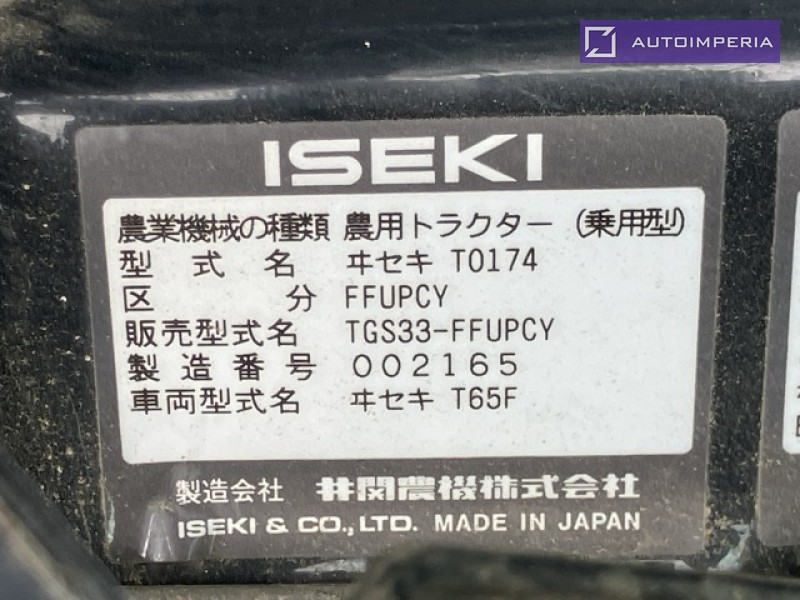 AUTOIMPERIA
ISEKI
農業機械の種類 農用トラクター (乗用型)
型式名 ヰセキ T0174
区分 FFUPCY
販売型式名 TGS33-FFUPCY
製造番号 002165
車両型式名 ヰセキ T65F
製造会社 井関農機株式会社
ISEKI & CO., LTD. MADE IN JAPAN